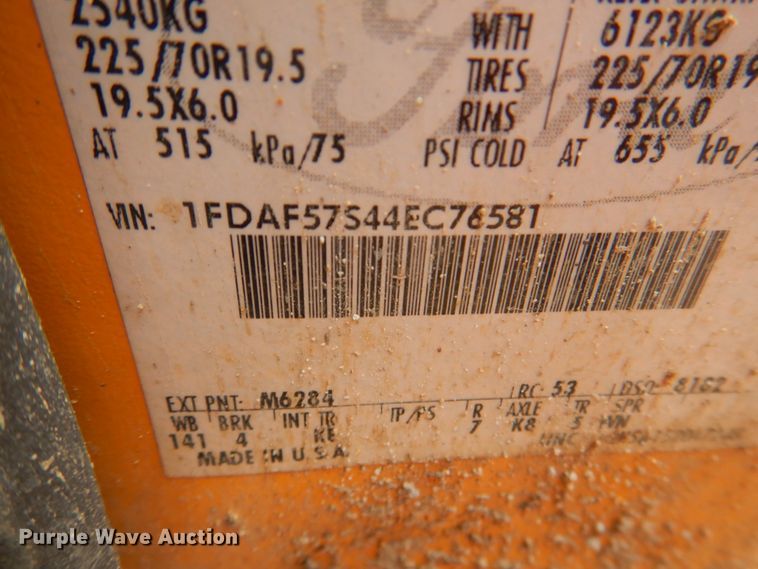 2540KG WITH 6123KG
225/70R19.5 TIRES 225/70R19
19.5X6.0 RIMS 19.5X6.0
AT 515 kPa/75 PSI COLD AT 655 kPa/
VIN: 1FDAF57S44EC76581
EXT PNT: M6284 RC: 53 DSO: 8182
WB BRK INT TR TP/PS R AXLE TR SPR
141 4 KE 7 K8 5 
MADE IN U.S.A.
Purple Wave Auction